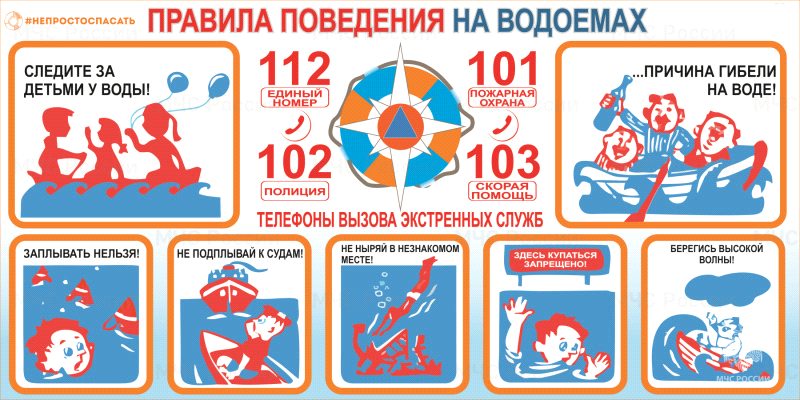 #НЕПРОСТОСПАСАТЬ
ПРАВИЛА ПОВЕДЕНИЯ НА ВОДОЕМАХ
СЛЕДИТЕ ЗА
ДЕТЬМИ У ВОДЫ!
112
ЕДИНЫЙ
НОМЕР
102
ПОЛИЦИЯ
101
ПОЖАРНАЯ
ОХРАНА
103
СКОРАЯ
ПОМОЩЬ
ТЕЛЕФОНЫ ВЫЗОВА ЭКСТРЕННЫХ СЛУЖБ
...ПРИЧИНА ГИБЕЛИ
НА ВОДЕ!
ЗАПЛЫВАТЬ НЕЛЬЗЯ!
НЕ ПОДПЛЫВАЙ К СУДАМ!
НЕ НЫРЯЙ В НЕЗНАКОМОМ
МЕСТЕ!
ЗДЕСЬ КУПАТЬСЯ
ЗАПРЕЩЕНО!
БЕРЕГИСЬ ВЫСОКОЙ
ВОЛНЫ!
МЧС РОССИИ